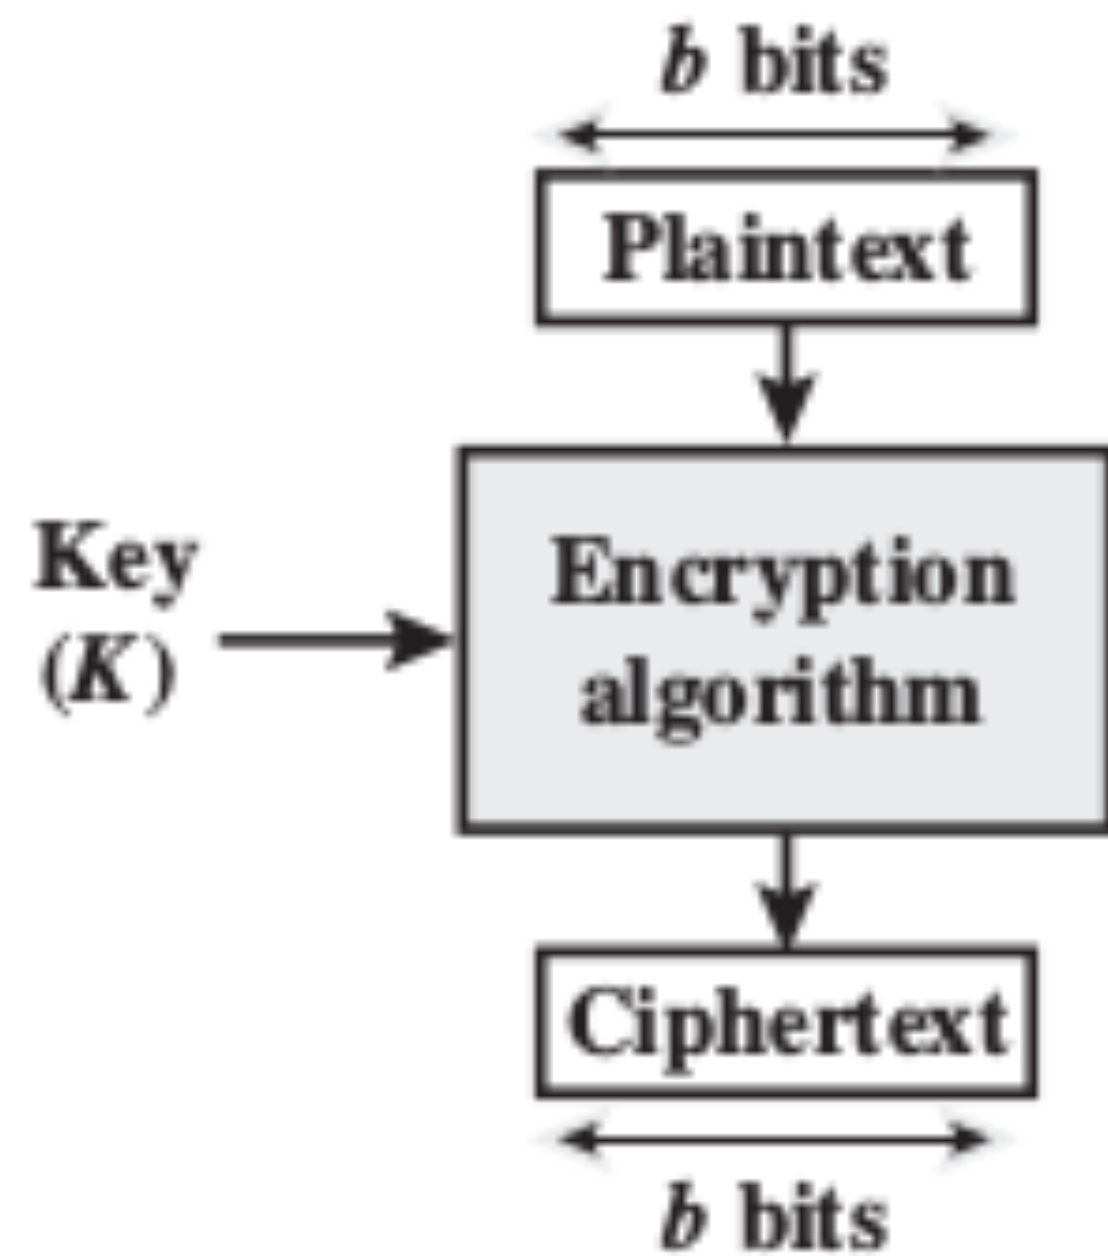 b bits
Plaintext
Key
(K)
Encryption
algorithm
Ciphertext
b bits